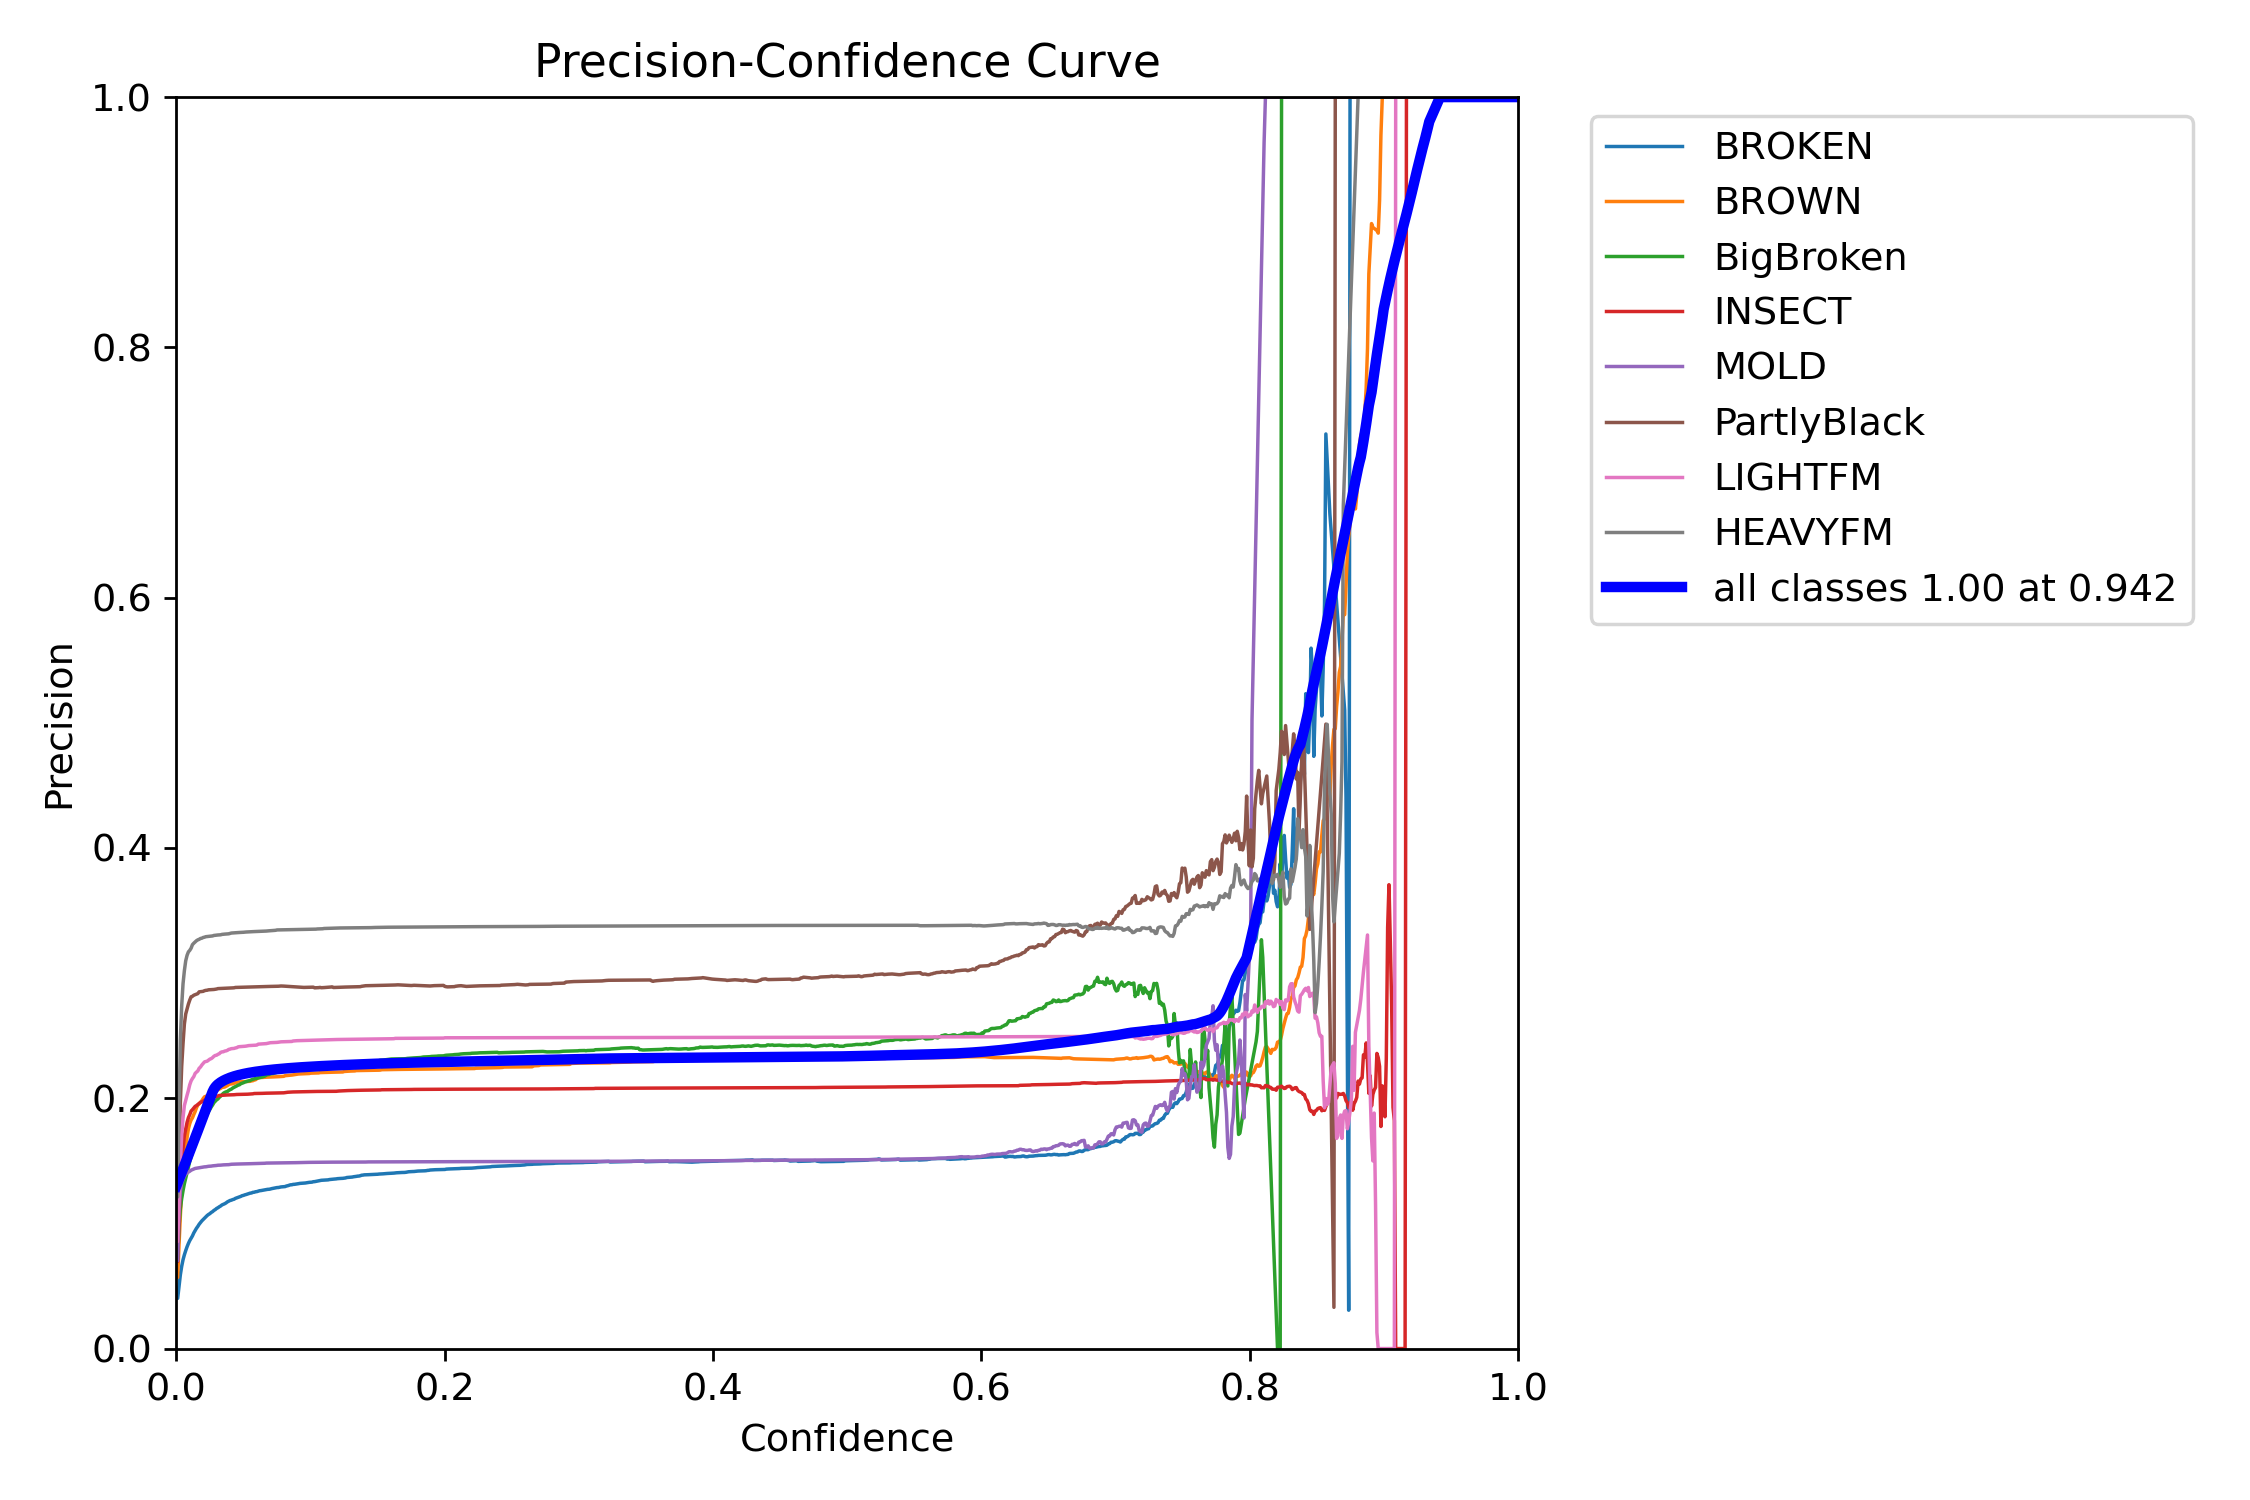 Precision-Confidence Curve
1.0
0.8
0.6
0.4
0.2
0.0
Precision
0.0 0.2 0.4 0.6 0.8 1.0
Confidence
BROKEN
BROWN
BigBroken
INSECT
MOLD
PartlyBlack
LIGHTFM
HEAVYFM
all classes 1.00 at 0.942